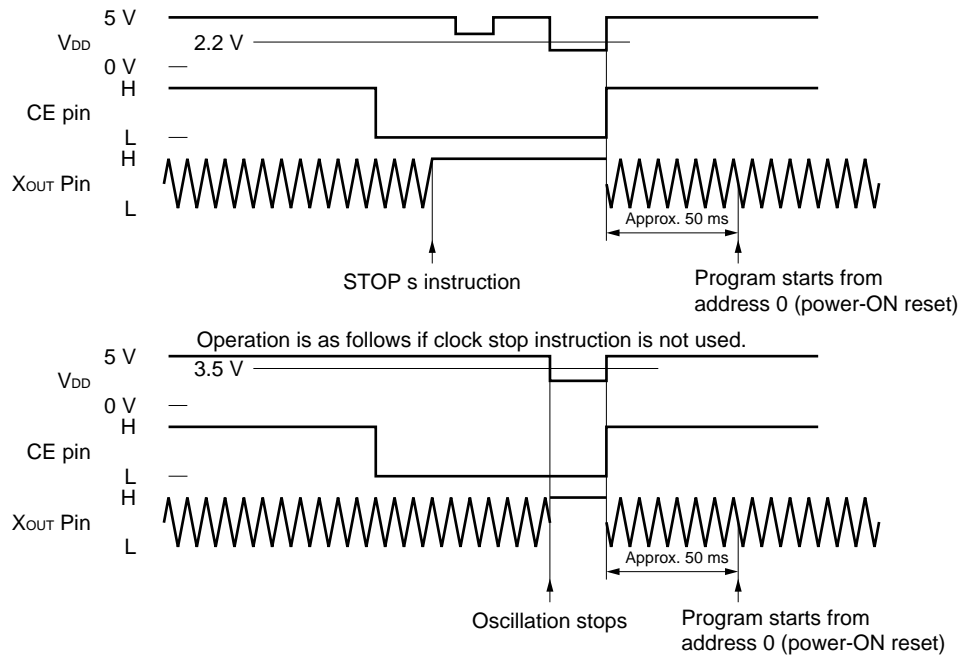 5 V
VDD
2.2 V
0 V
H
CE pin
L
H
XOUT Pin
L
Approx. 50 ms
STOP s instruction
Program starts from
address 0 (power-ON reset)
Operation is as follows if clock stop instruction is not used.
5 V
3.5 V
VDD
0 V
H
CE pin
L
H
XOUT Pin
L
Approx. 50 ms
Oscillation stops
Program starts from
address 0 (power-ON reset)